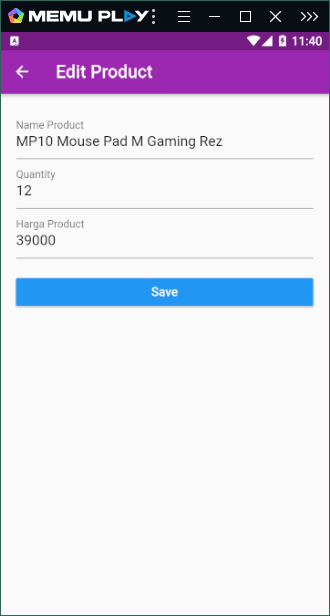 MEMU PLAY
11:40
Edit Product
Name Product
MP10 Mouse Pad M Gaming Rez
Quantity
12
Harga Product
39000
Save